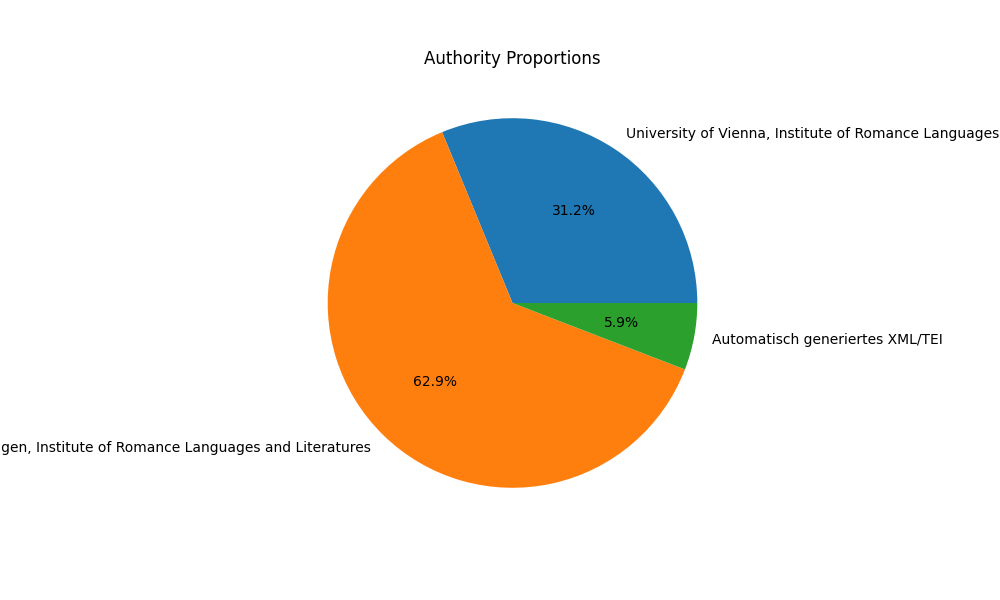 Authority Proportions
University of Vienna, Institute of Romance Languages
31.2%
5.9%
Automatisch generiertes XML/TEI
62.9%
gen, Institute of Romance Languages and Literatures